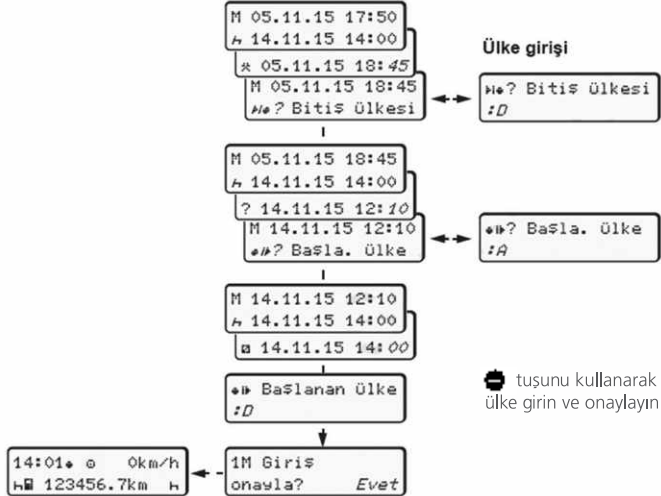 M 05.11.15 17:50
14.11.15 14:00
05.11.15 18:45
M 05.11.15 18:45
? Bitiş ülkesi
Ülke girişi
? Bitiş ülkesi
:D
M 05.11.15 18:45
14.11.15 14:00
? 14.11.15 12:10
M 14.11.15 12:10
? Başla. ülke
? Başla. ülke
:A
M 14.11.15 12:10
14.11.15 14:00
14.11.15 14:00
Başlanan ülke
:D
tuşunu kullanarak
ülke girin ve onaylayın
14:01 0km/h
123456.7km
1M Giriş
onayla? Evet